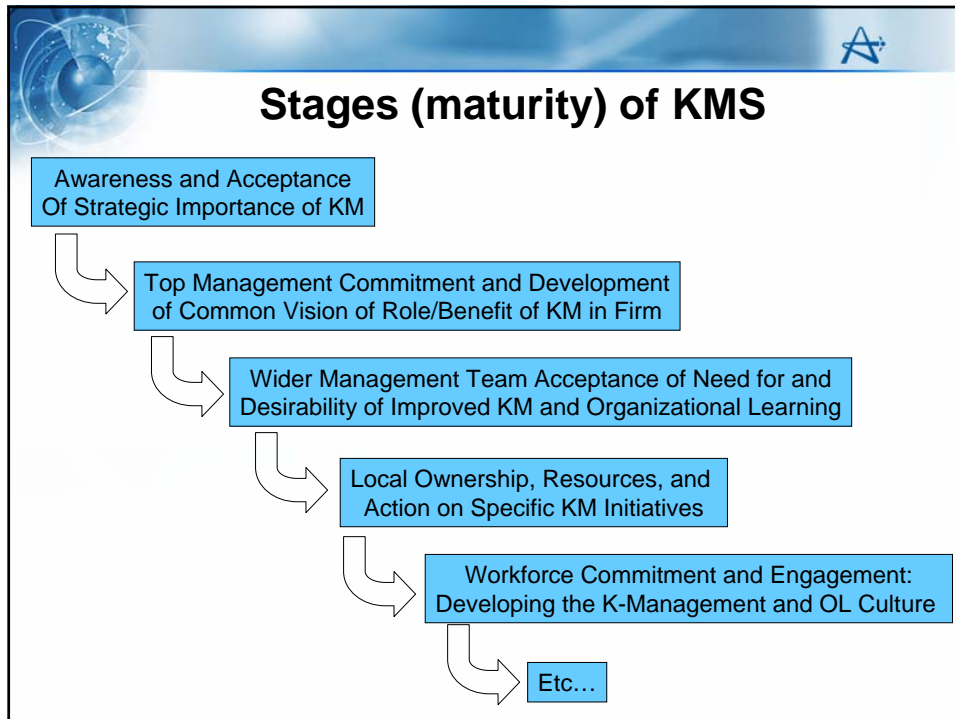 Stages (maturity) of KMS
Awareness and Acceptance
Of Strategic Importance of KM
Top Management Commitment and Development
of Common Vision of Role/Benefit of KM in Firm
Wider Management Team Acceptance of Need for and
Desirability of Improved KM and Organizational Learning
Local Ownership, Resources, and
Action on Specific KM Initiatives
Workforce Commitment and Engagement:
Developing the K-Management and OL Culture
Etc…